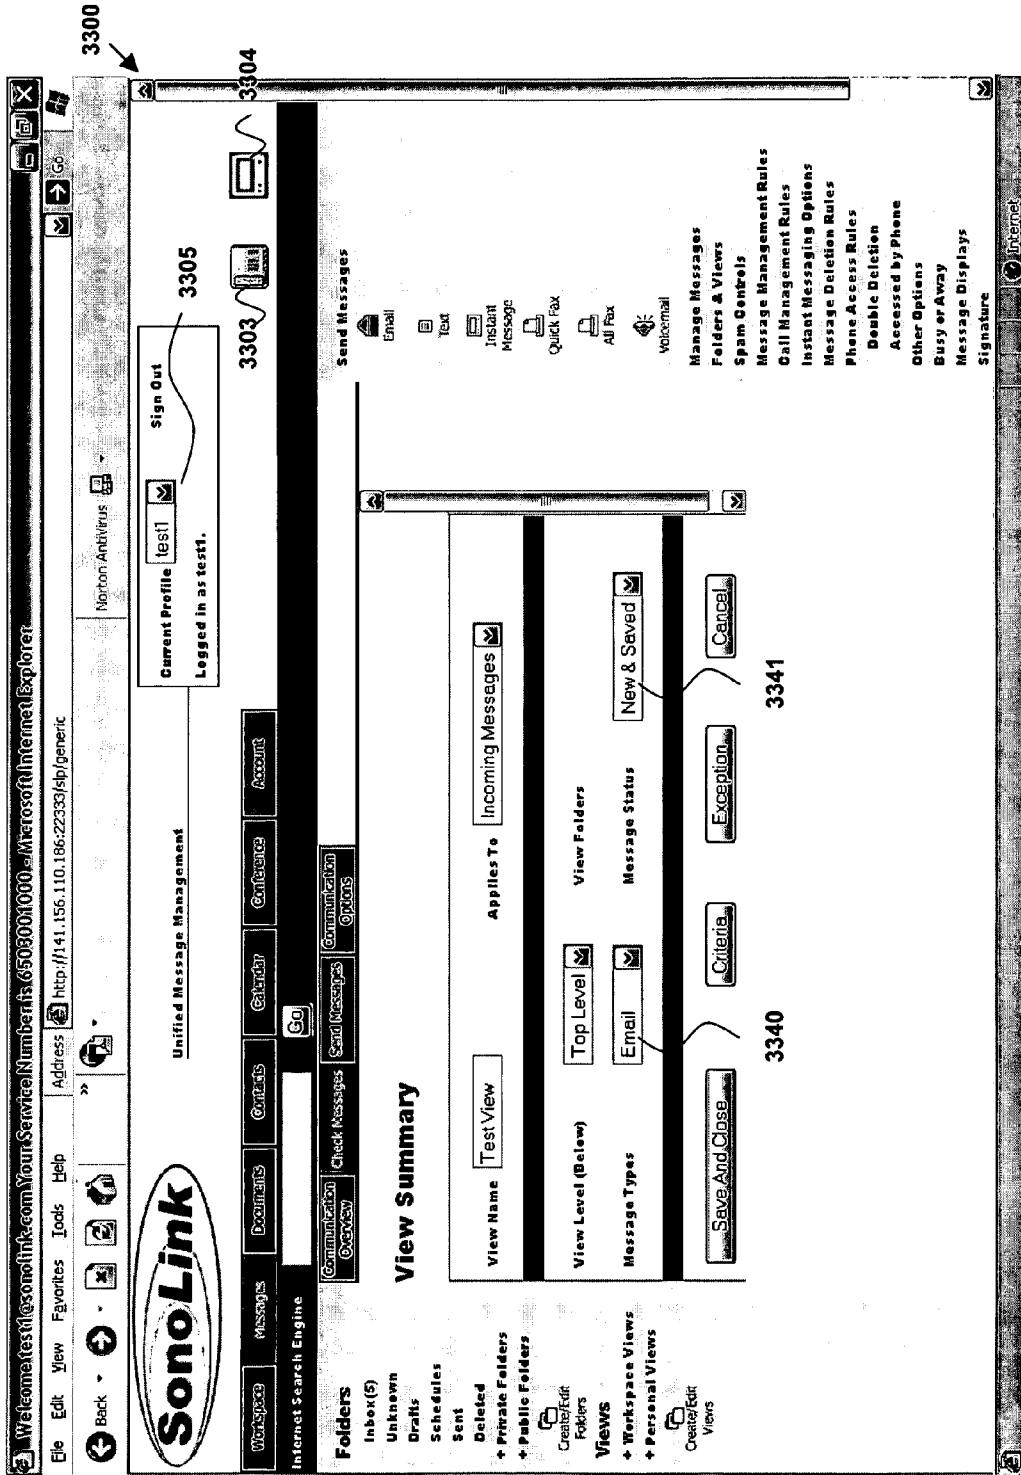 Welcome test1@sonolink.com Your Service Number is 6503001000 - Microsoft Internet Explorer
File Edit View Favorites Tools Help
Address http://141.156.110.186:22333/slp/generic Go
Back
»
Norton AntiVirus
3300
SonoLink
Unified Message Management
Current Profile test1 Sign Out
Logged in as test1.
3305
3303
3304
Workspace Messages Documents Contacts Calendar Conference Account
Internet Search Engine Go
Communication Overview
Check Messages
Send Messages
Communication Options
Folders
Inbox(5)
Unknown
Drafts
Schedules
Sent
Deleted
+ Private Folders
+ Public Folders
Create/Edit
Folders
Views
+ Workspace Views
+ Personal Views
Create/Edit
Views
View Summary
View Name Test View Applies To Incoming Messages
View Level (Below) Top Level View Folders
Message Types Email Message Status New & Saved
Save And Close Criteria Exception Cancel
3340
3341
Send Messages
Email
Text
Instant
Message
Quick Fax
All Fax
Voicemail
Manage Messages
Folders & Views
Spam Controls
Message Management Rules
Call Management Rules
Instant Messaging Options
Message Deletion Rules
Phone Access Rules
Double Deletion
Accessed by Phone
Other Options
Busy or Away
Message Displays
Signature
Internet